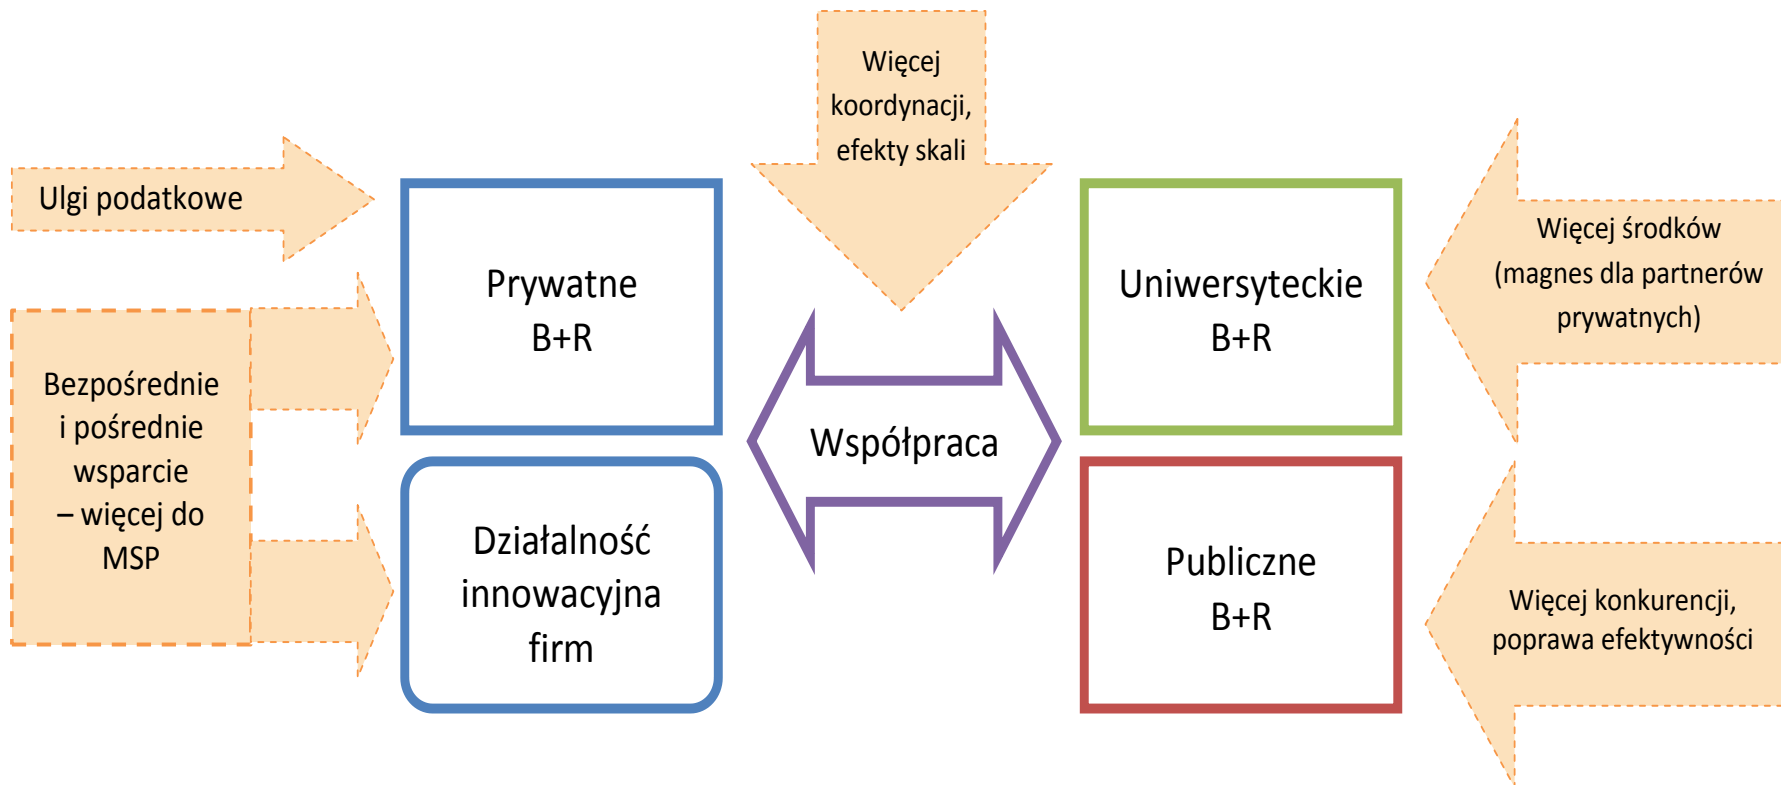 Więcej
koordynacji,
efekty skali
Ulgi podatkowe
Prywatne
B+R
Uniwersyteckie
B+R
Więcej środków
(magnes dla partnerów
prywatnych)
Bezpośrednie
i pośrednie
wsparcie
– więcej do
MSP
Współpraca
Działalność
innowacyjna
firm
Publiczne
B+R
Więcej konkurencji,
poprawa efektywności